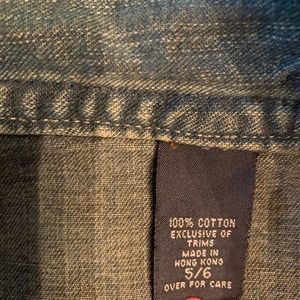 100% COTTON
EXCLUSIVE OF
TRIMS
MADE IN
HONG KONG
5/6
OVER FOR CARE